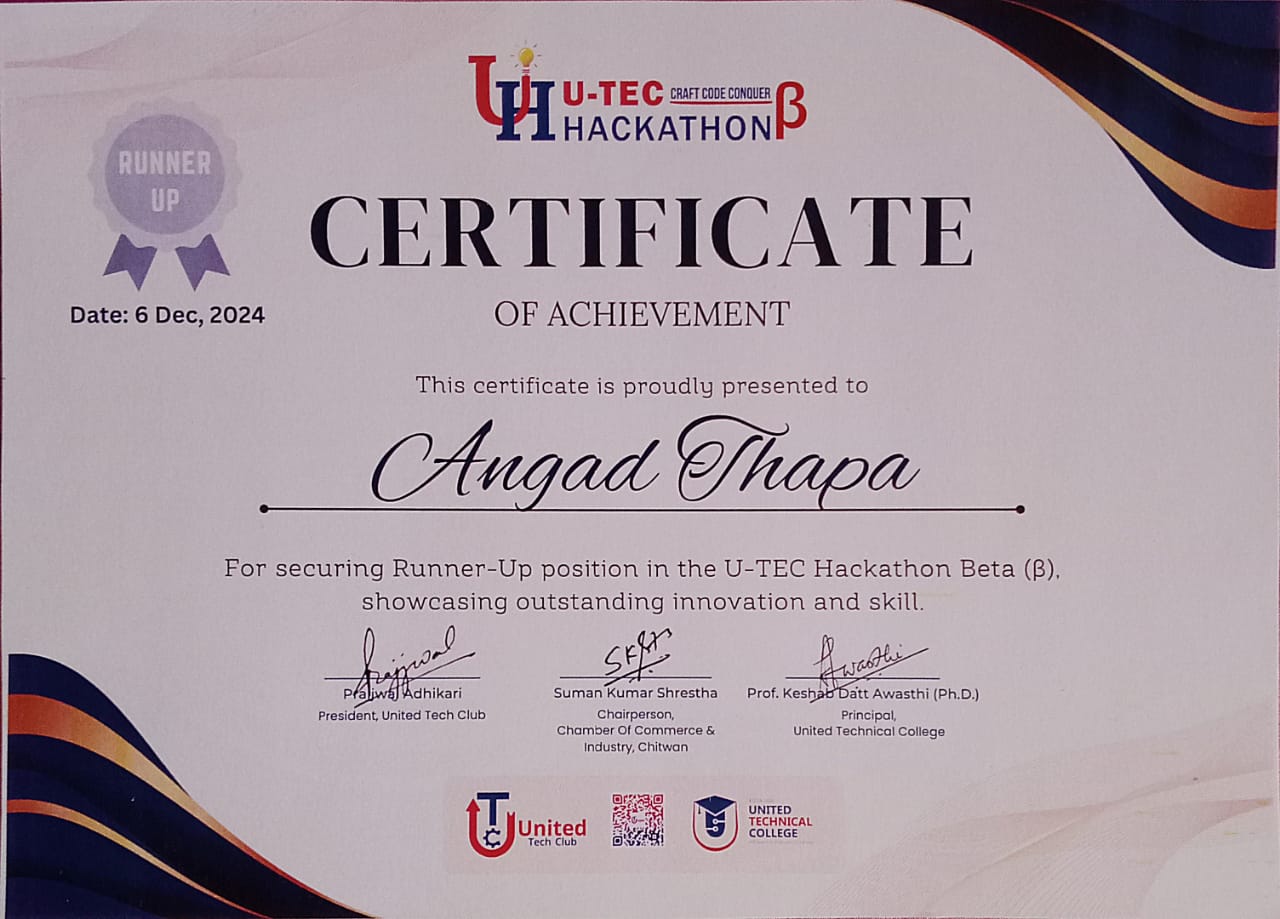 U-TEC CRAFT CODE CONQUER β
HACKATHON
RUNNER
UP
Date: 6 Dec, 2024
CERTIFICATE
OF ACHIEVEMENT
This certificate is proudly presented to
Angad Thapa
For securing Runner-Up position in the U-TEC Hackathon Beta (β),
showcasing outstanding innovation and skill.
Prajjwal Adhikari
President, United Tech Club
Suman Kumar Shrestha
Chairperson,
Chamber Of Commerce &
Industry, Chitwan
Prof. Keshab Datt Awasthi (Ph.D.)
Principal,
United Technical College
United
Tech Club
UNITED
TECHNICAL
COLLEGE